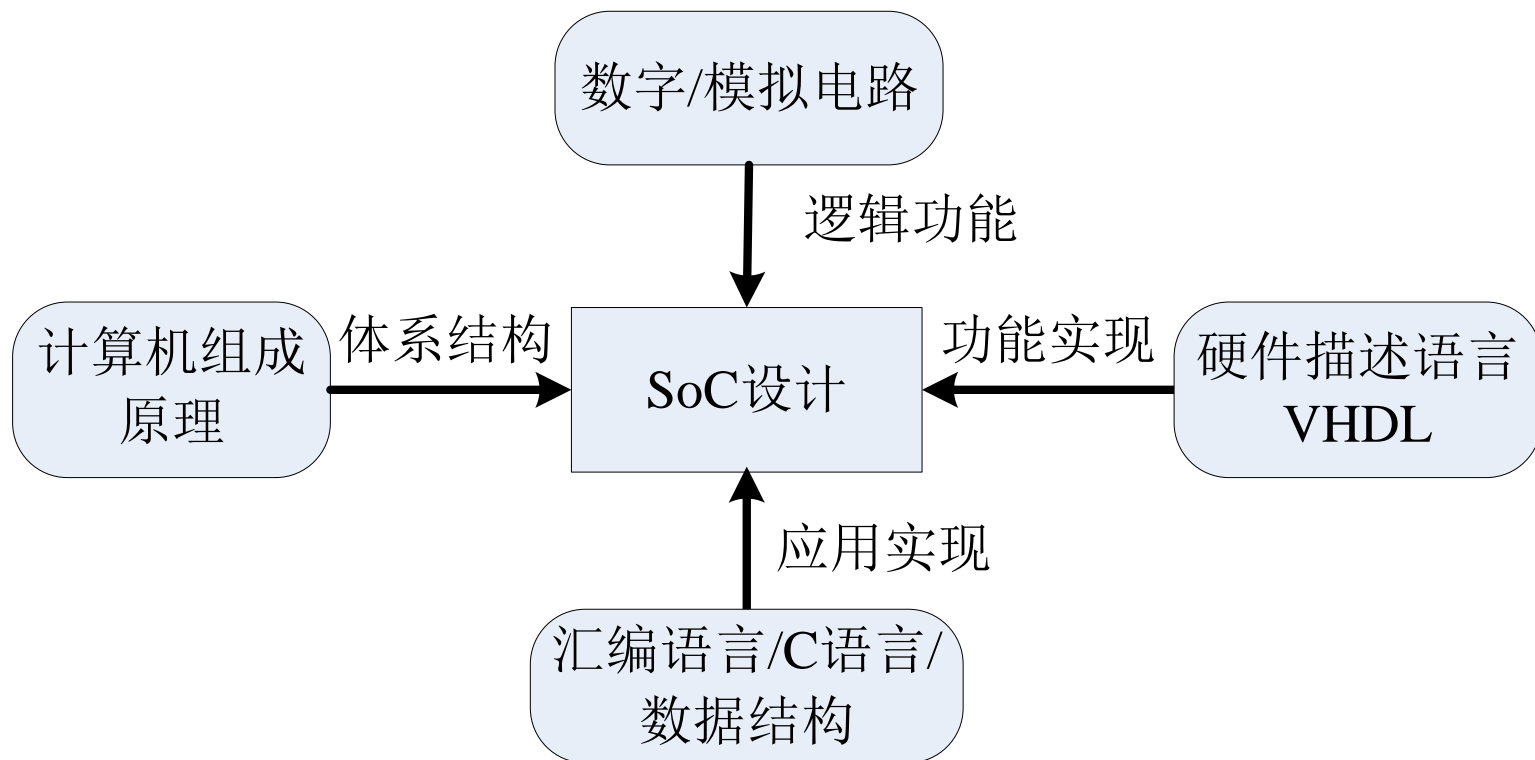 数字/模拟电路
逻辑功能
计算机组成
原理
体系结构
SoC设计
功能实现
硬件描述语言
VHDL
应用实现
汇编语言/C语言/
数据结构